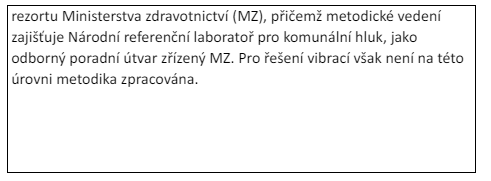 rezortu Ministerstva zdravotnictví (MZ), přičemž metodické vedení
zajišťuje Národní referenční laboratoř pro komunální hluk, jako
odborný poradní útvar zřízený MZ. Pro řešení vibrací však není na této
úrovni metodika zpracována.